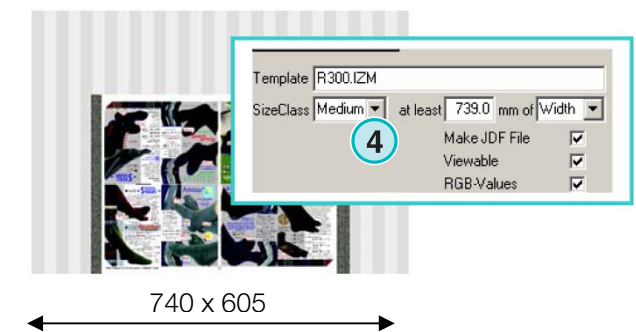 Template R300.IZM
SizeClass Medium at least 739.0 mm of Width
4
Make JDF File
Viewable
RGB-Values
740 x 605